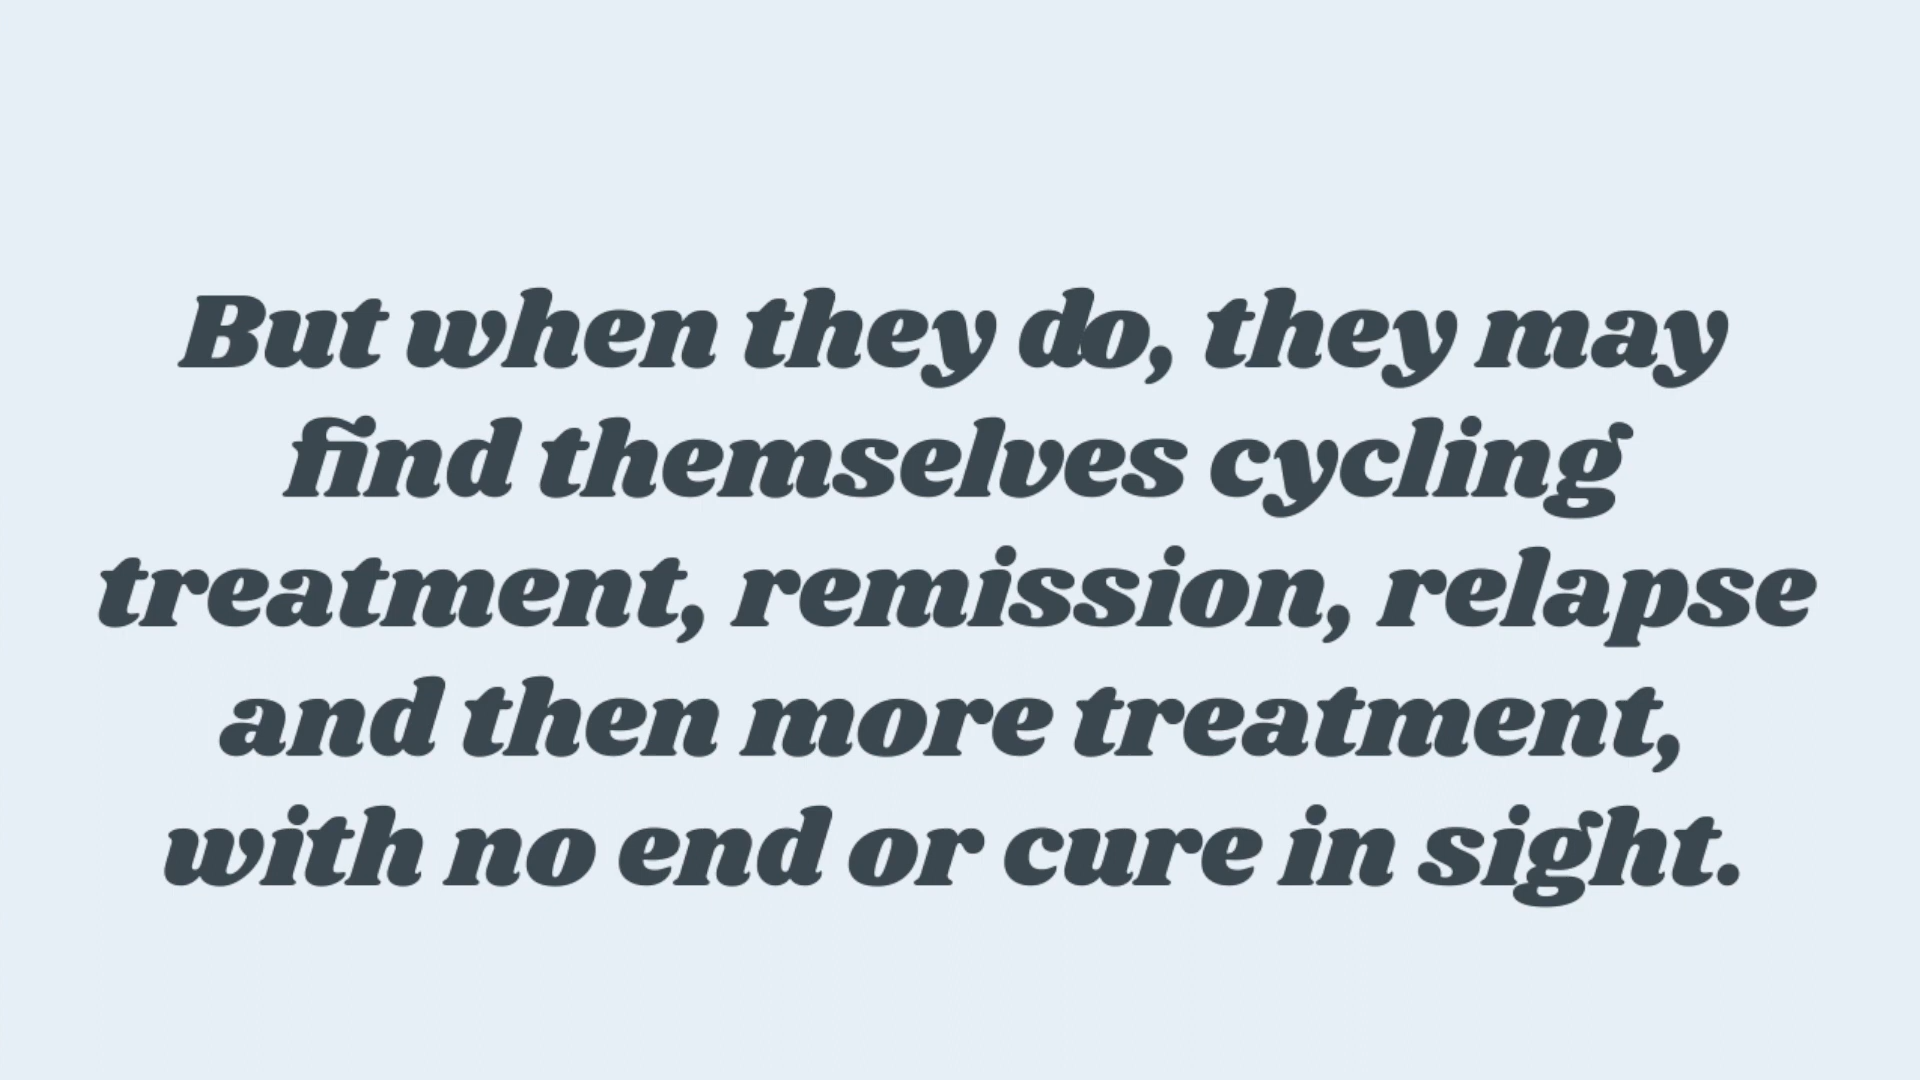 But when they do, they may
find themselves cycling
treatment, remission, relapse
and then more treatment,
with no end or cure in sight.